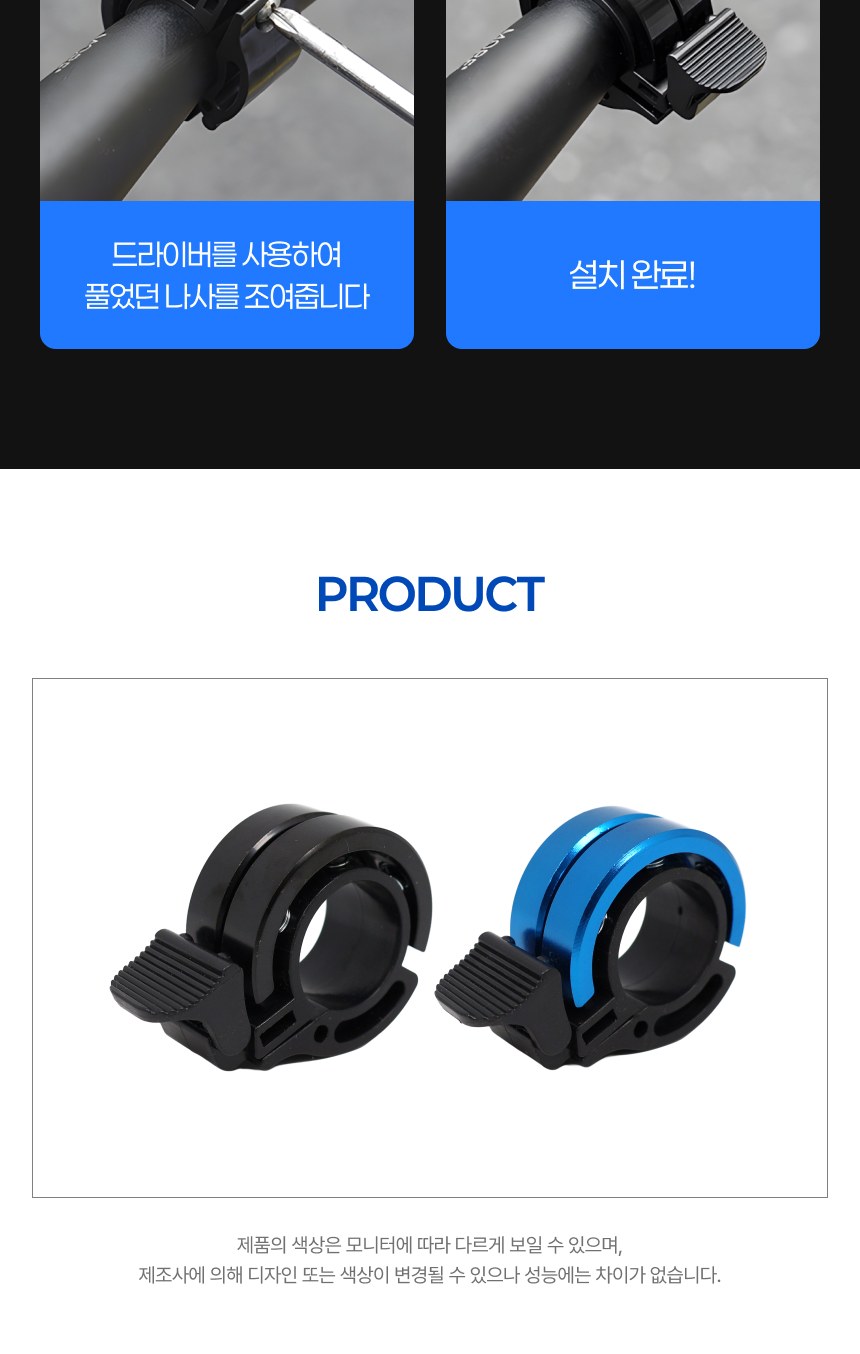 드라이버를 사용하여
풀었던 나사를 조여줍니다
설치 완료!
PRODUCT
제품의 색상은 모니터에 따라 다르게 보일 수 있으며,
제조사에 의해 디자인 또는 색상이 변경될 수 있으나 성능에는 차이가 없습니다.